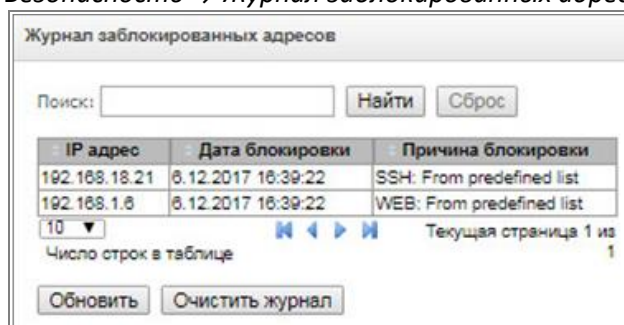 Безопасность → Журнал заблокированных адрес
Журнал заблокированных адресов
Поиск: Найти Сброс
IP адрес Дата блокировки Причина блокировки
192.168.18.21 6.12.2017 16:39:22 SSH: From predefined list
192.168.1.6 6.12.2017 16:39:22 WEB: From predefined list
10 Текущая страница 1 из
Число строк в таблице 1
Обновить Очистить журнал